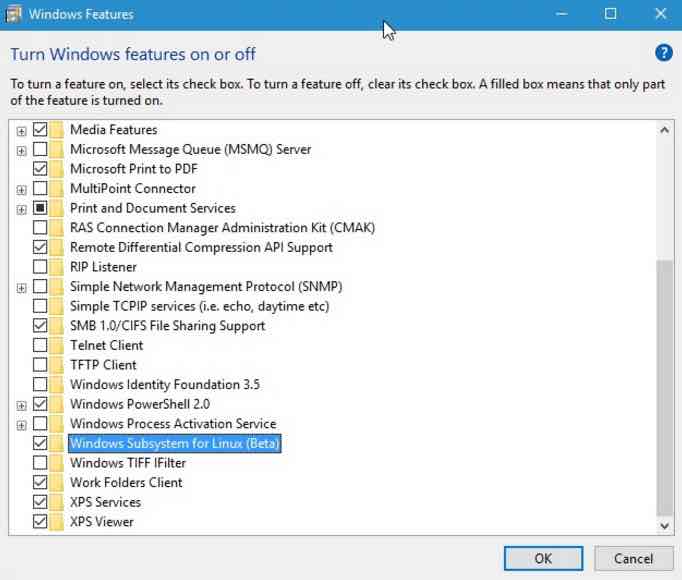 Windows Features
Turn Windows features on or off
?
To turn a feature on, select its check box. To turn a feature off, clear its check box. A filled box means that only part
of the feature is turned on.
Media Features
Microsoft Message Queue (MSMQ) Server
Microsoft Print to PDF
MultiPoint Connector
Print and Document Services
RAS Connection Manager Administration Kit (CMAK)
Remote Differential Compression API Support
RIP Listener
Simple Network Management Protocol (SNMP)
Simple TCPIP services (i.e. echo, daytime etc)
SMB 1.0/CIFS File Sharing Support
Telnet Client
TFTP Client
Windows Identity Foundation 3.5
Windows PowerShell 2.0
Windows Process Activation Service
Windows Subsystem for Linux (Beta)
Windows TIFF IFilter
Work Folders Client
XPS Services
XPS Viewer
OK
Cancel